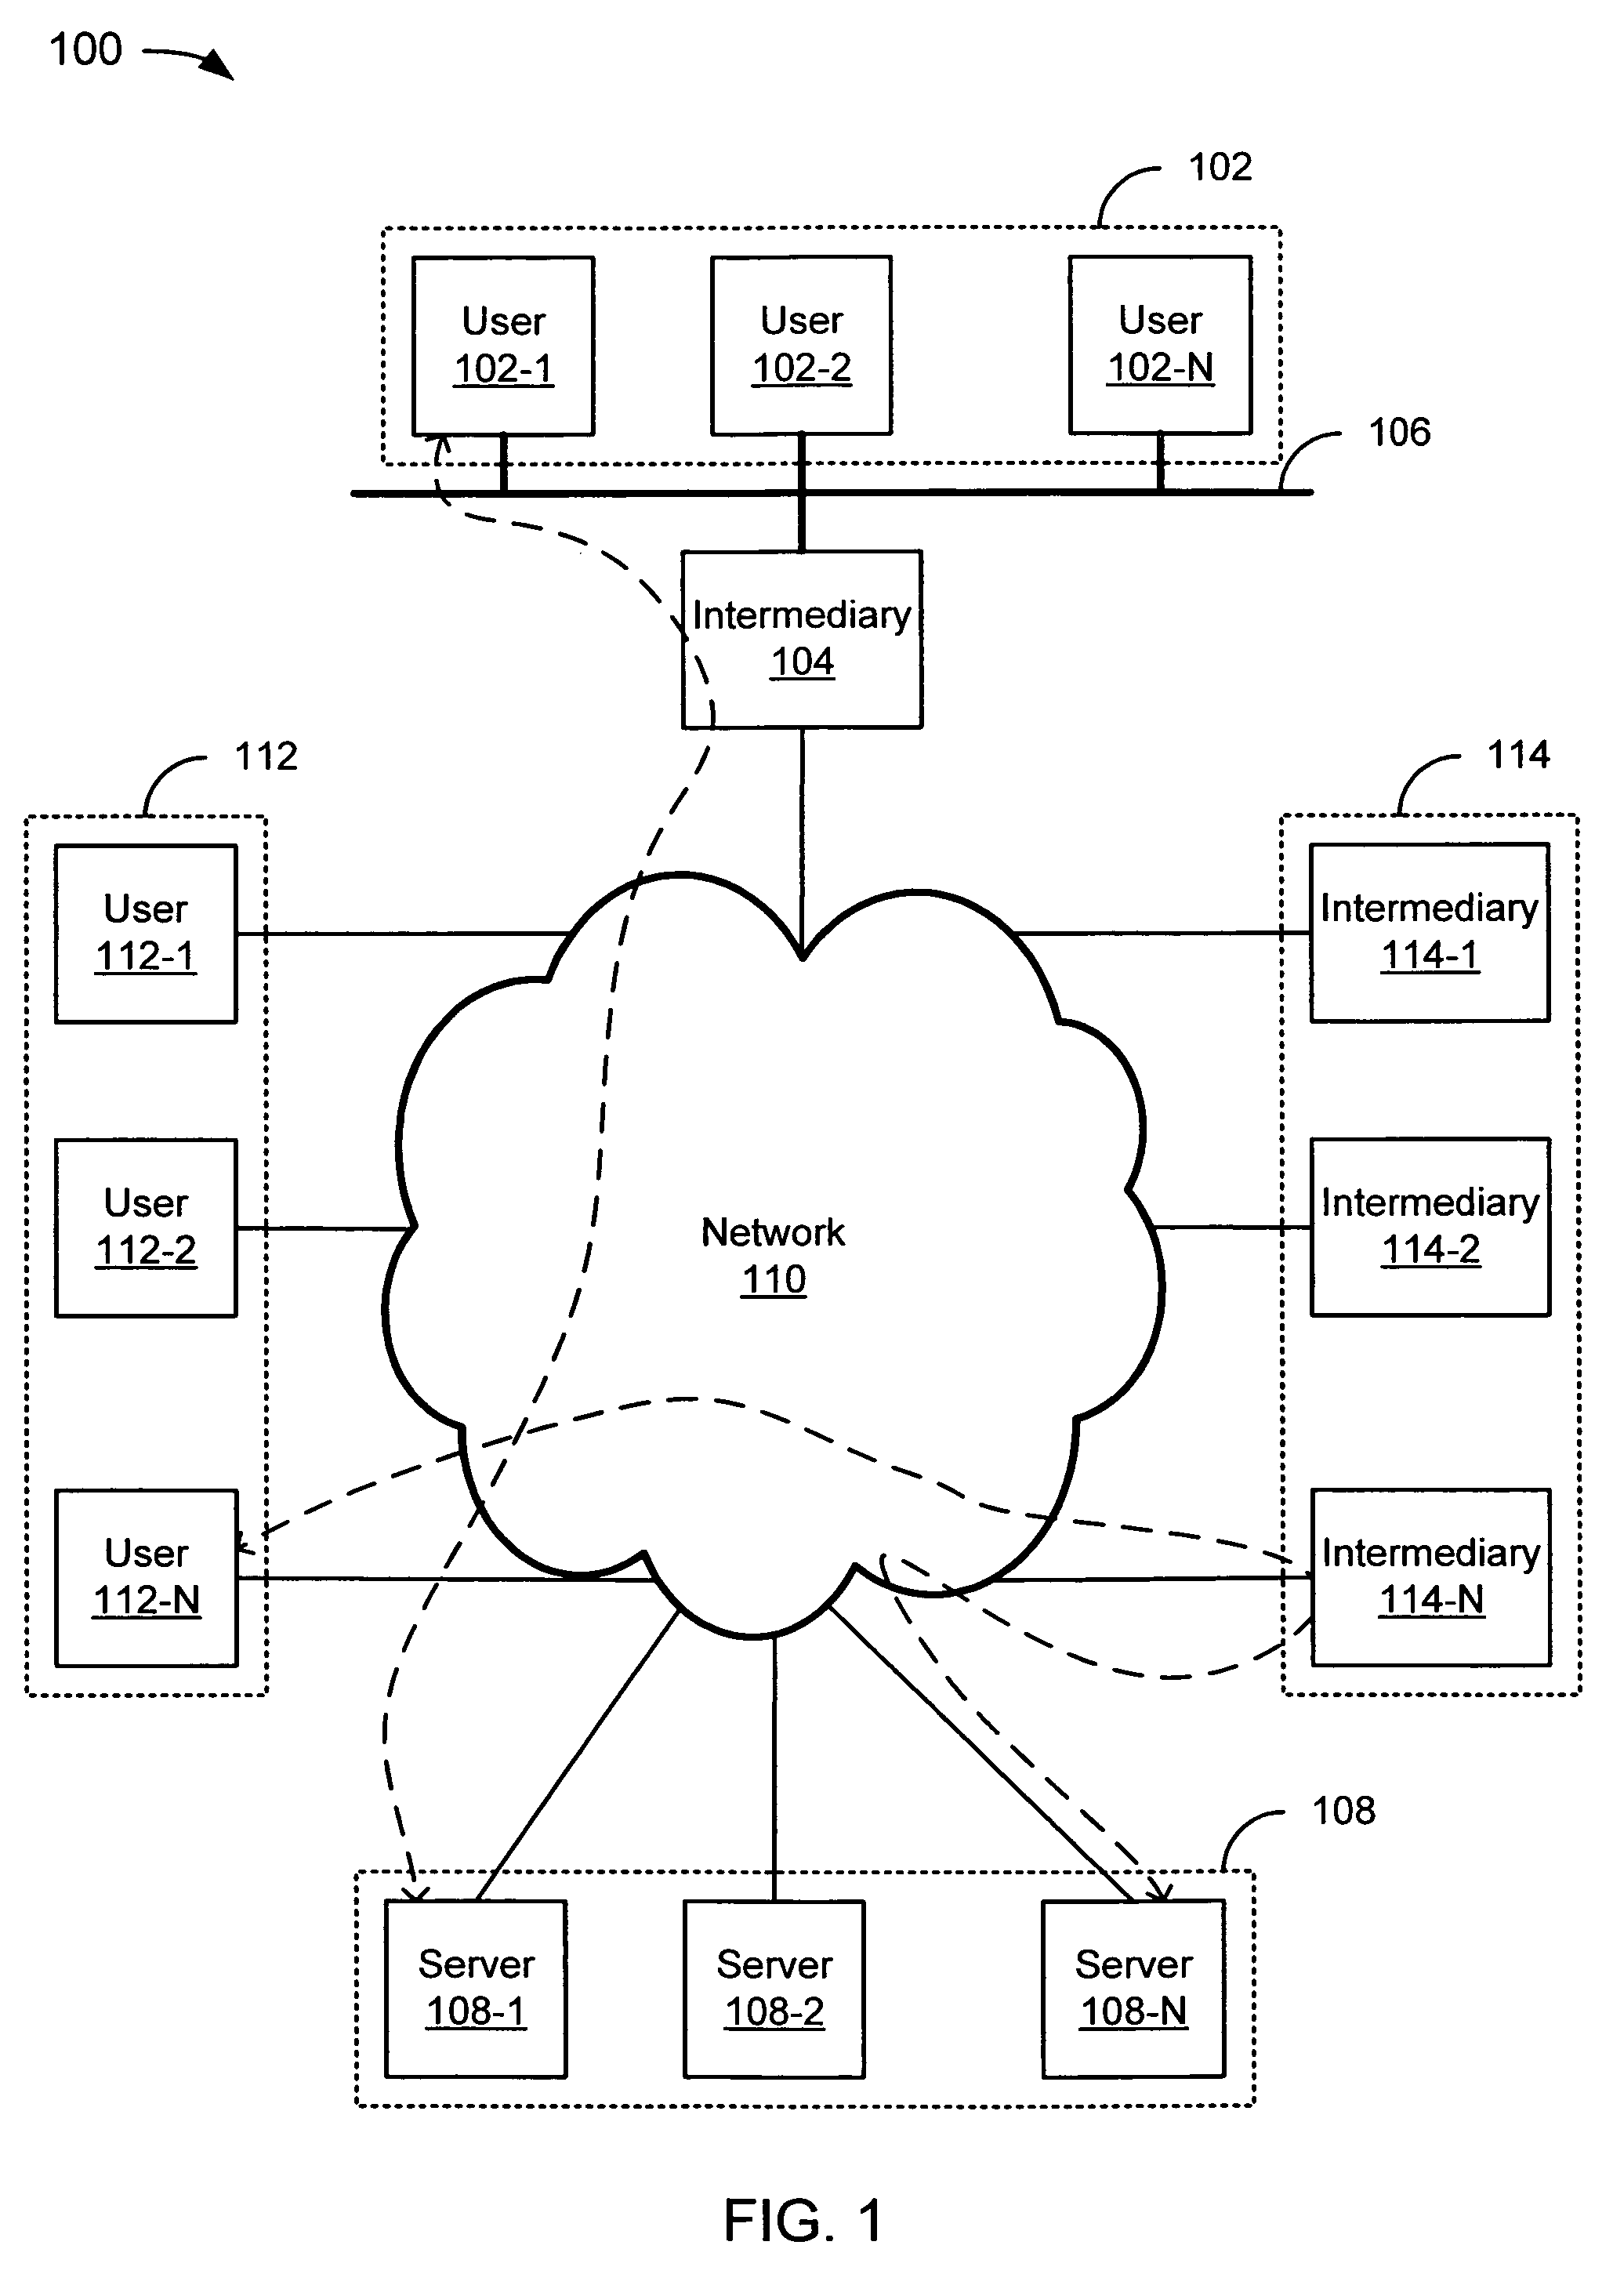 100
102
User
102-1
User
102-2
User
102-N
106
Intermediary
104
112
114
User
112-1
Intermediary
114-1
User
112-2
Network
110
Intermediary
114-2
User
112-N
Intermediary
114-N
108
Server
108-1
Server
108-2
Server
108-N
FIG. 1